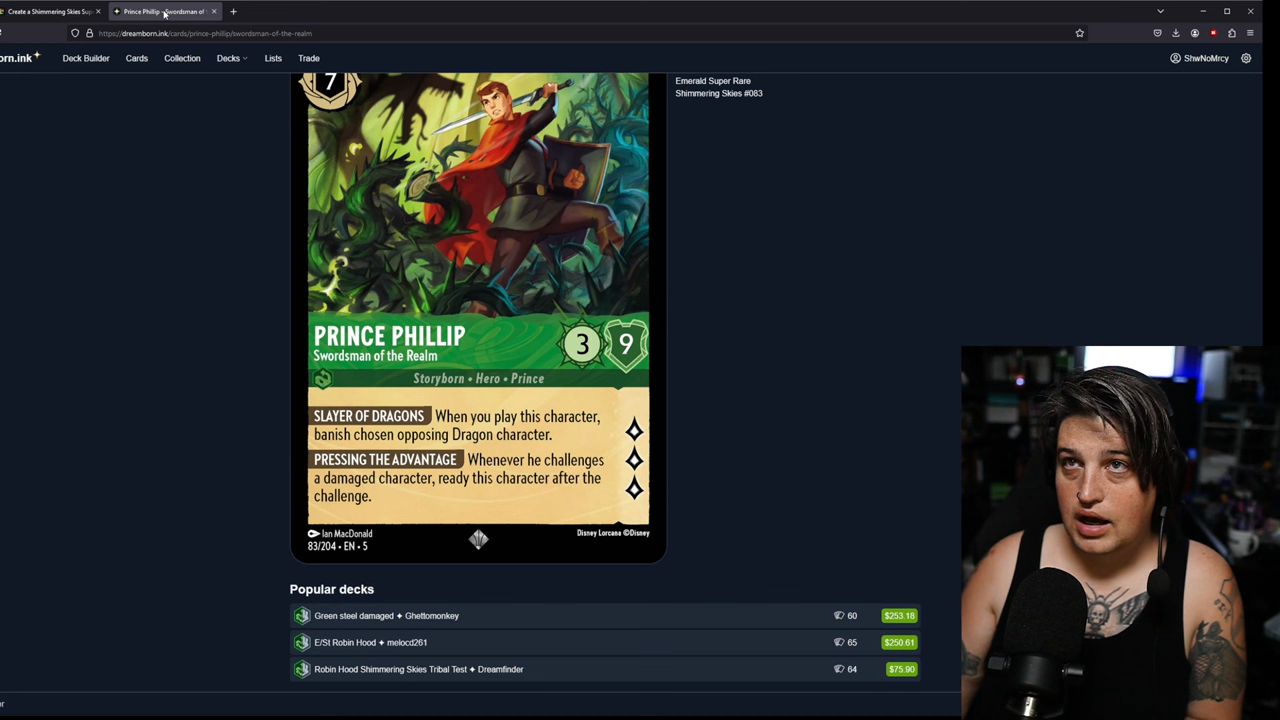 Create a Shimmering Skies Sup
Prince Phillip - Swordsman of
https://dreamborn.ink/cards/prince-phillip/swordsman-of-the-realm
orn.ink
Deck Builder
Cards
Collection
Decks
Lists
Trade
ShwNoMrcy
7
Emerald Super Rare
Shimmering Skies #083
PRINCE PHILLIP
Swordsman of the Realm
3
9
Storyborn • Hero • Prince
SLAYER OF DRAGONS When you play this character,
banish chosen opposing Dragon character.
PRESSING THE ADVANTAGE Whenever he challenges
a damaged character, ready this character after the
challenge.
Ian MacDonald
83/204 • EN • 5
Disney Lorcana ©Disney
Popular decks
Green steel damaged ✦ Ghettomonkey
60
$253.18
E/St Robin Hood ✦ melocd261
65
$250.61
Robin Hood Shimmering Skies Tribal Test ✦ Dreamfinder
64
$75.90